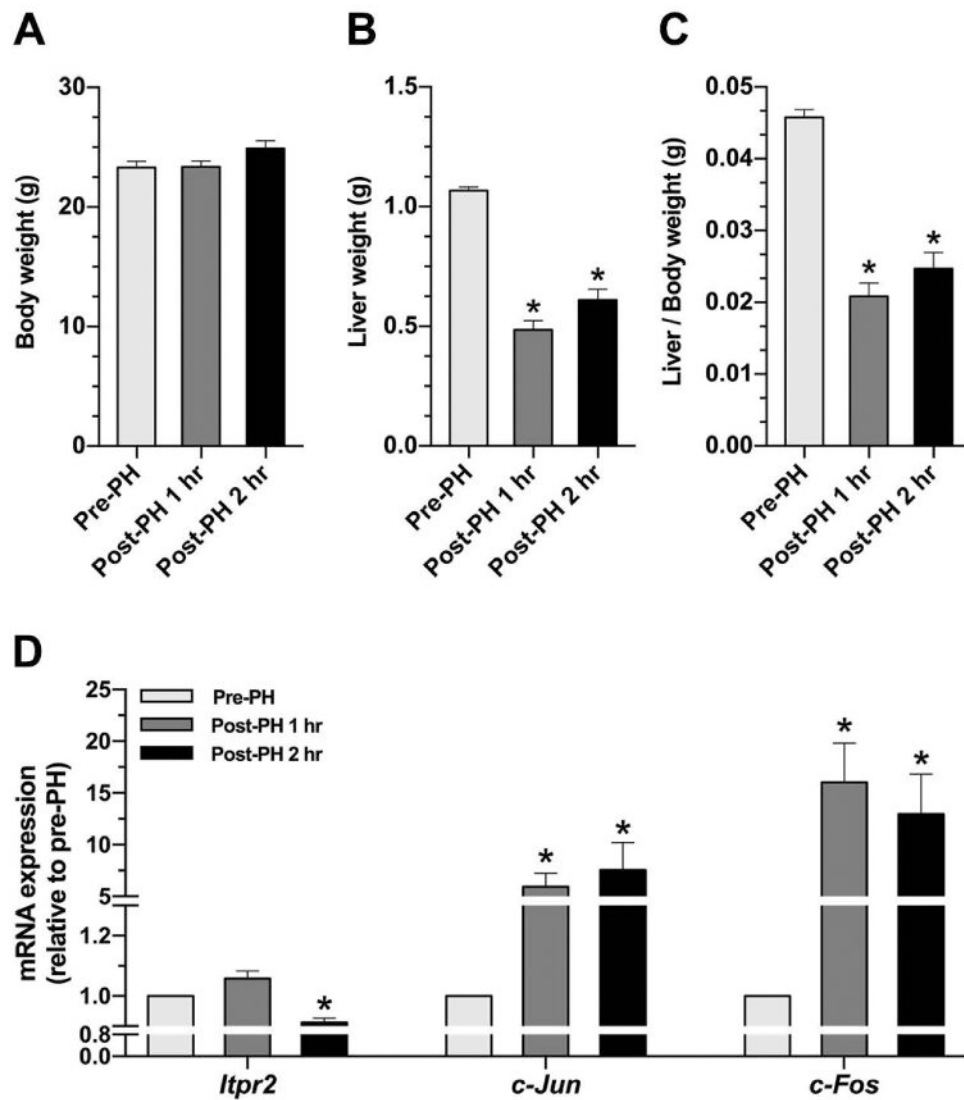 A
B
C
30
20
10
0
Body weight (g)
Pre-PH
Post-PH 1 hr
Post-PH 2 hr
1.5
1.0
0.5
0.0
Liver weight (g)
*
*
Pre-PH
Post-PH 1 hr
Post-PH 2 hr
0.05
0.04
0.03
0.02
0.01
0.00
Liver / Body weight (g)
*
*
Pre-PH
Post-PH 1 hr
Post-PH 2 hr
D
mRNA expression
(relative to pre-PH)
25
20
15
10
5
1.2
1.0
0.8
0.0
Pre-PH
Post-PH 1 hr
Post-PH 2 hr
*
*
*
*
*
Itpr2
c-Jun
c-Fos